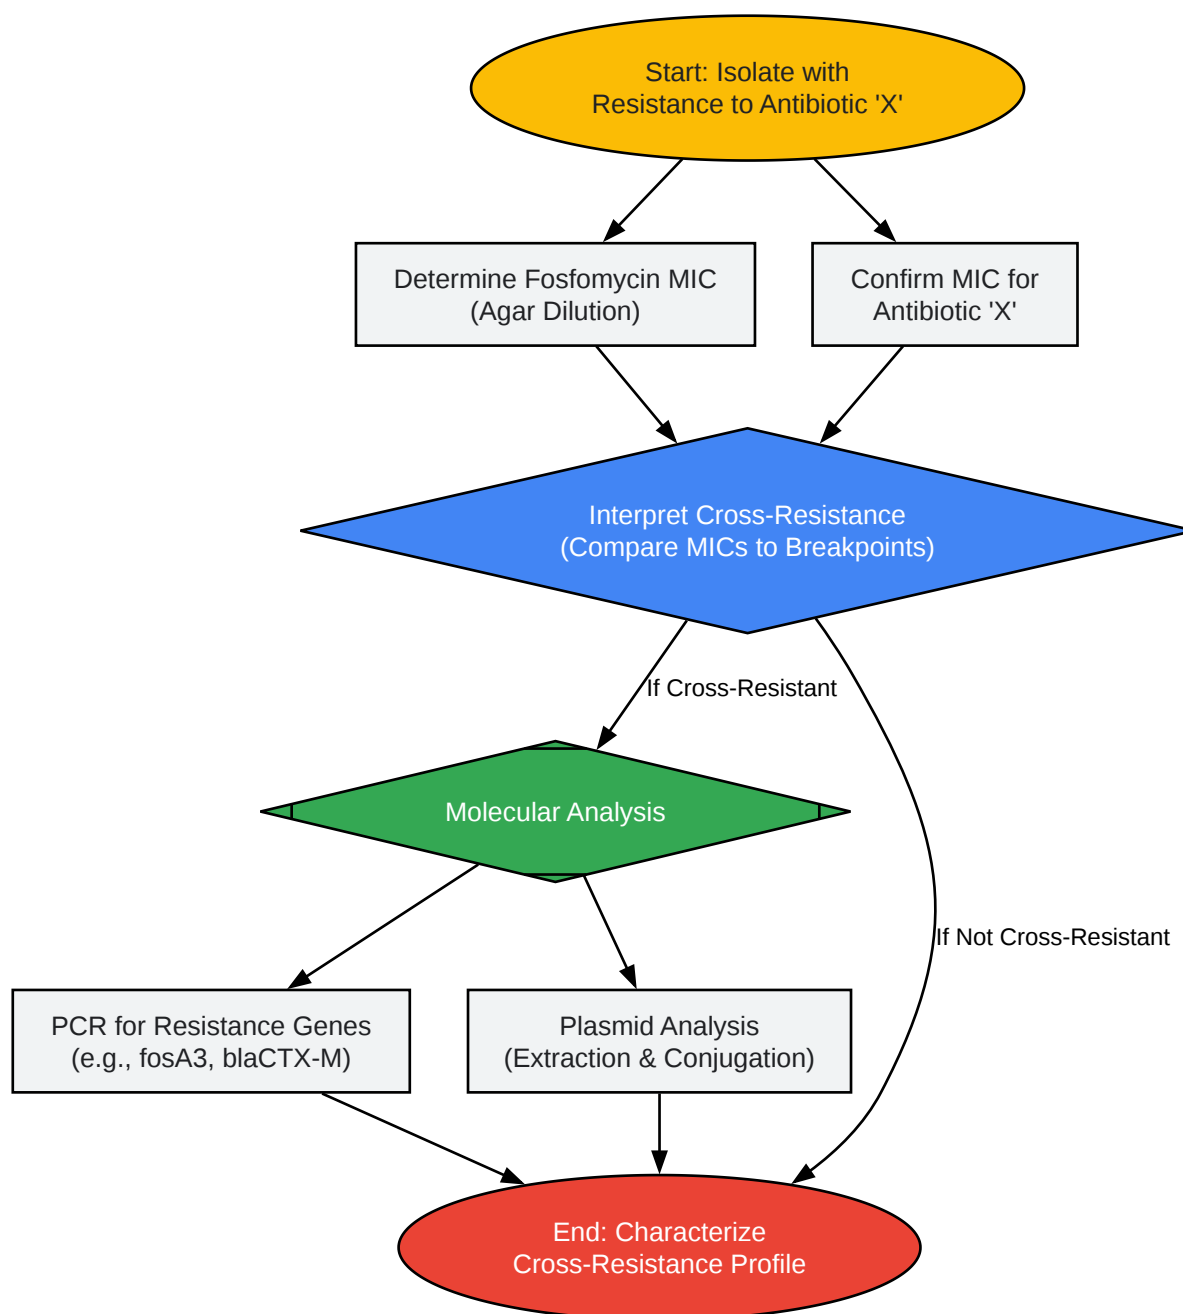 Start: Isolate with
Resistance to Antibiotic 'X'
Determine Fosfomycin MIC
(Agar Dilution)
Confirm MIC for
Antibiotic 'X'
Interpret Cross-Resistance
(Compare MICs to Breakpoints)
If Cross-Resistant
Molecular Analysis
If Not Cross-Resistant
PCR for Resistance Genes
(e.g., fosA3, blaCTX-M)
Plasmid Analysis
(Extraction & Conjugation)
End: Characterize
Cross-Resistance Profile